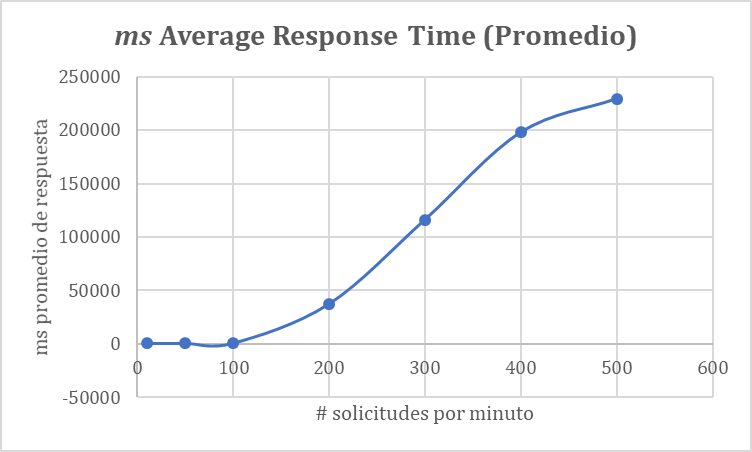 ms Average Response Time (Promedio)
250000
200000
150000
100000
50000
0
-50000
ms promedio de respuesta
0 100 200 300 400 500 600
# solicitudes por minuto